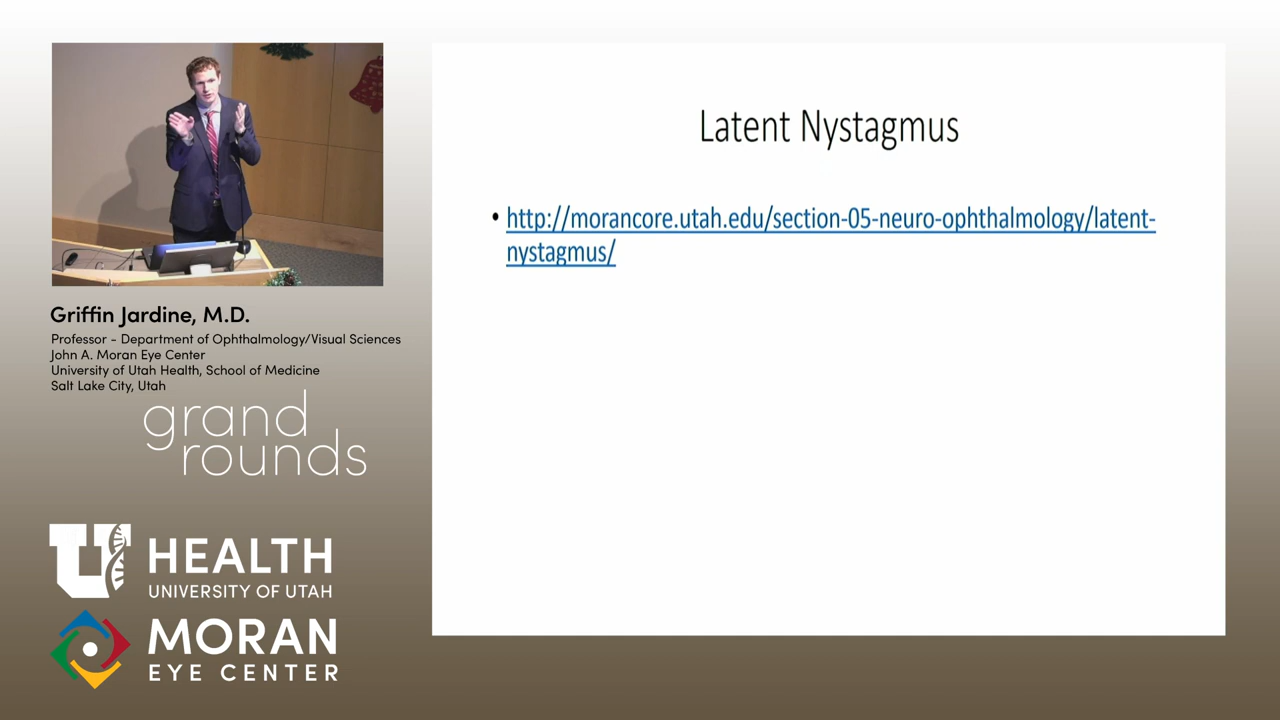 Latent Nystagmus
• http://morancore.utah.edu/section-05-neuro-ophthalmology/latent-
nystagmus/
Griffin Jardine, M.D.
Professor - Department of Ophthalmology/Visual Sciences
John A. Moran Eye Center
University of Utah Health, School of Medicine
Salt Lake City, Utah
grand
rounds
U HEALTH
UNIVERSITY OF UTAH
MORAN
EYE CENTER